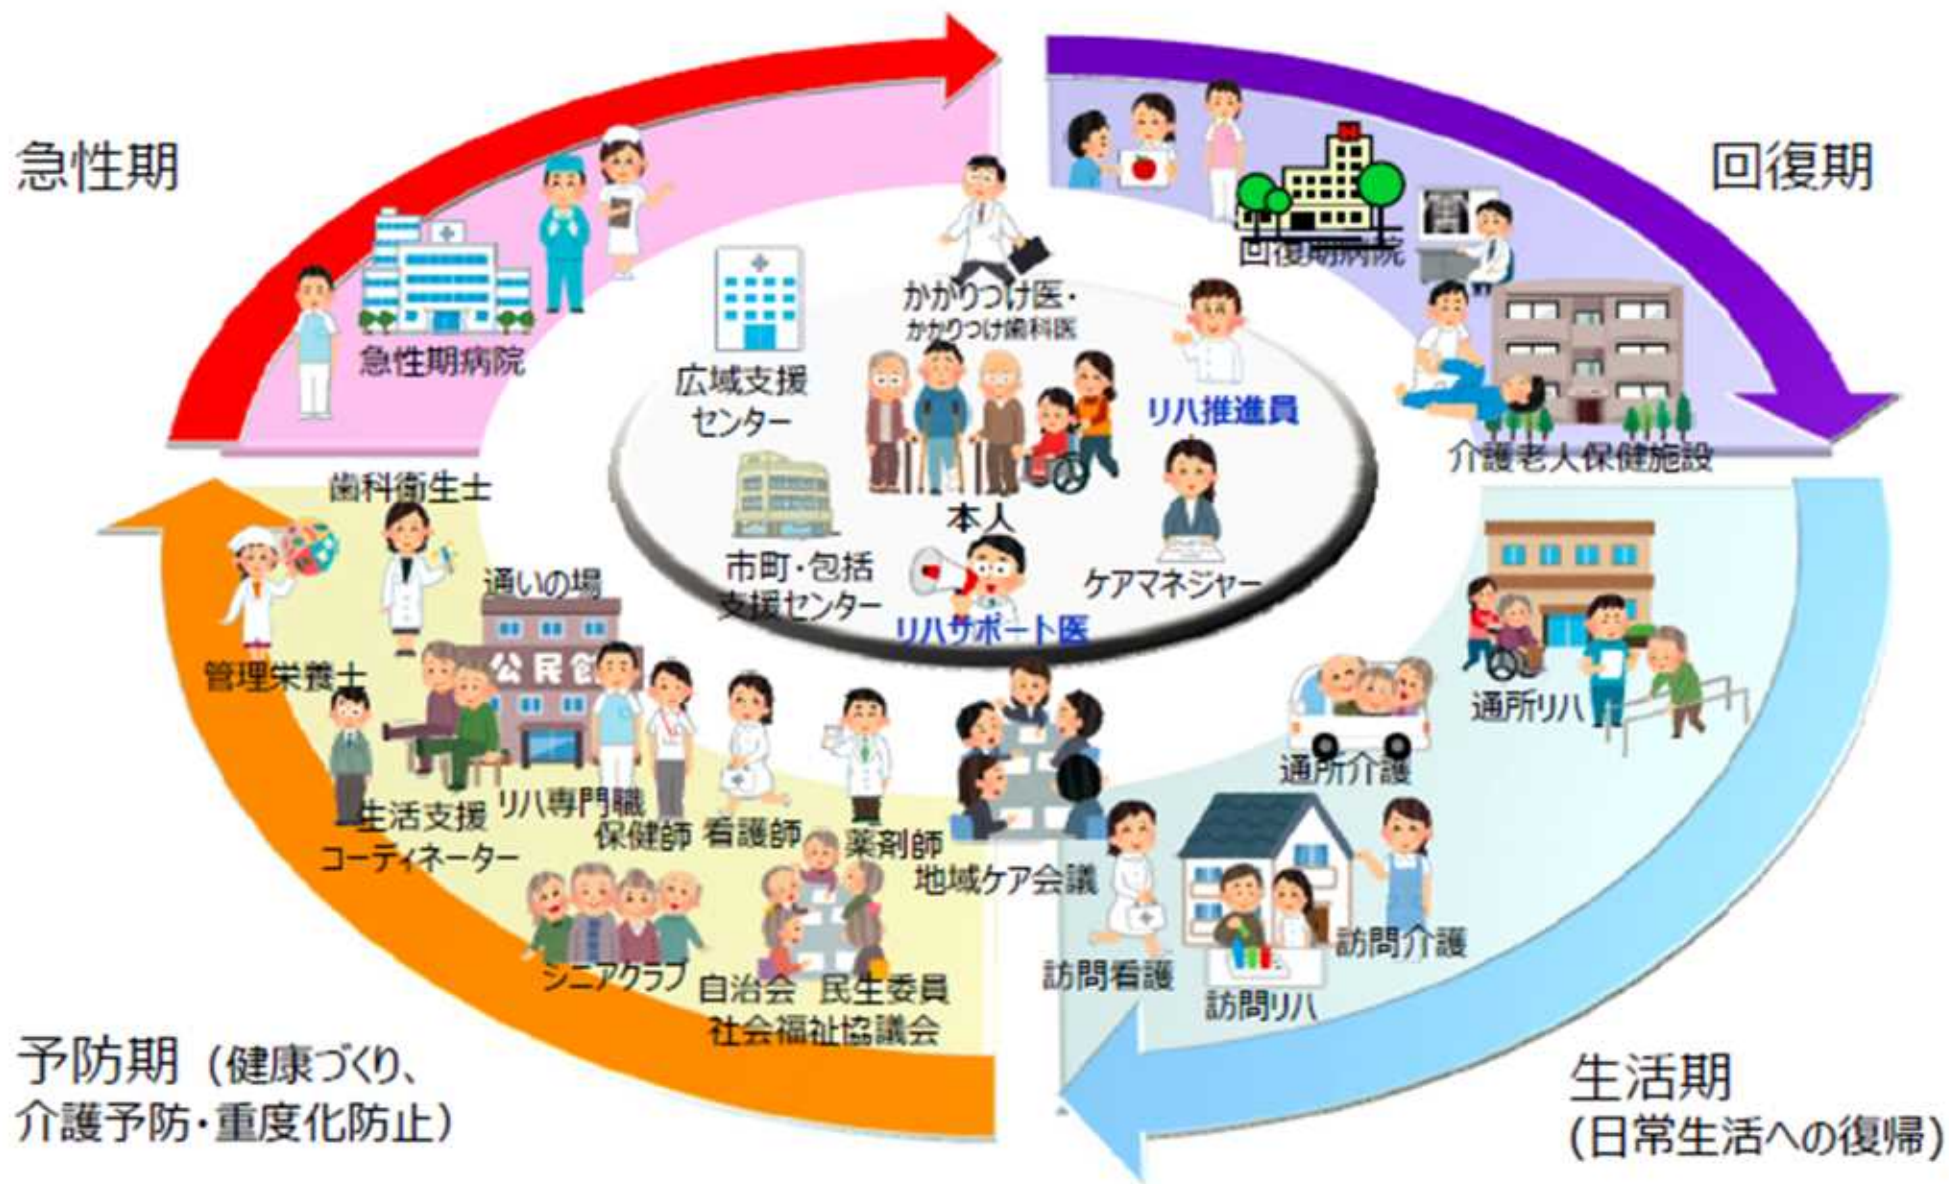 急性期
回復期
急性期病院
回復期病院
介護老人保健施設
かかりつけ医・
かかりつけ歯科医
広域支援
センター
リハ推進員
本人
市町・包括
支援センター
ケアマネジャー
リハサポート医
歯科衛生士
管理栄養士
通いの場
公民館
生活支援
コーディネーター
リハ専門職
保健師
看護師
薬剤師
地域ケア会議
シニアクラブ
自治会 民生委員
社会福祉協議会
通所リハ
通所介護
訪問看護
訪問リハ
訪問介護
予防期(健康づくり、
介護予防・重度化防止)
生活期
(日常生活への復帰)